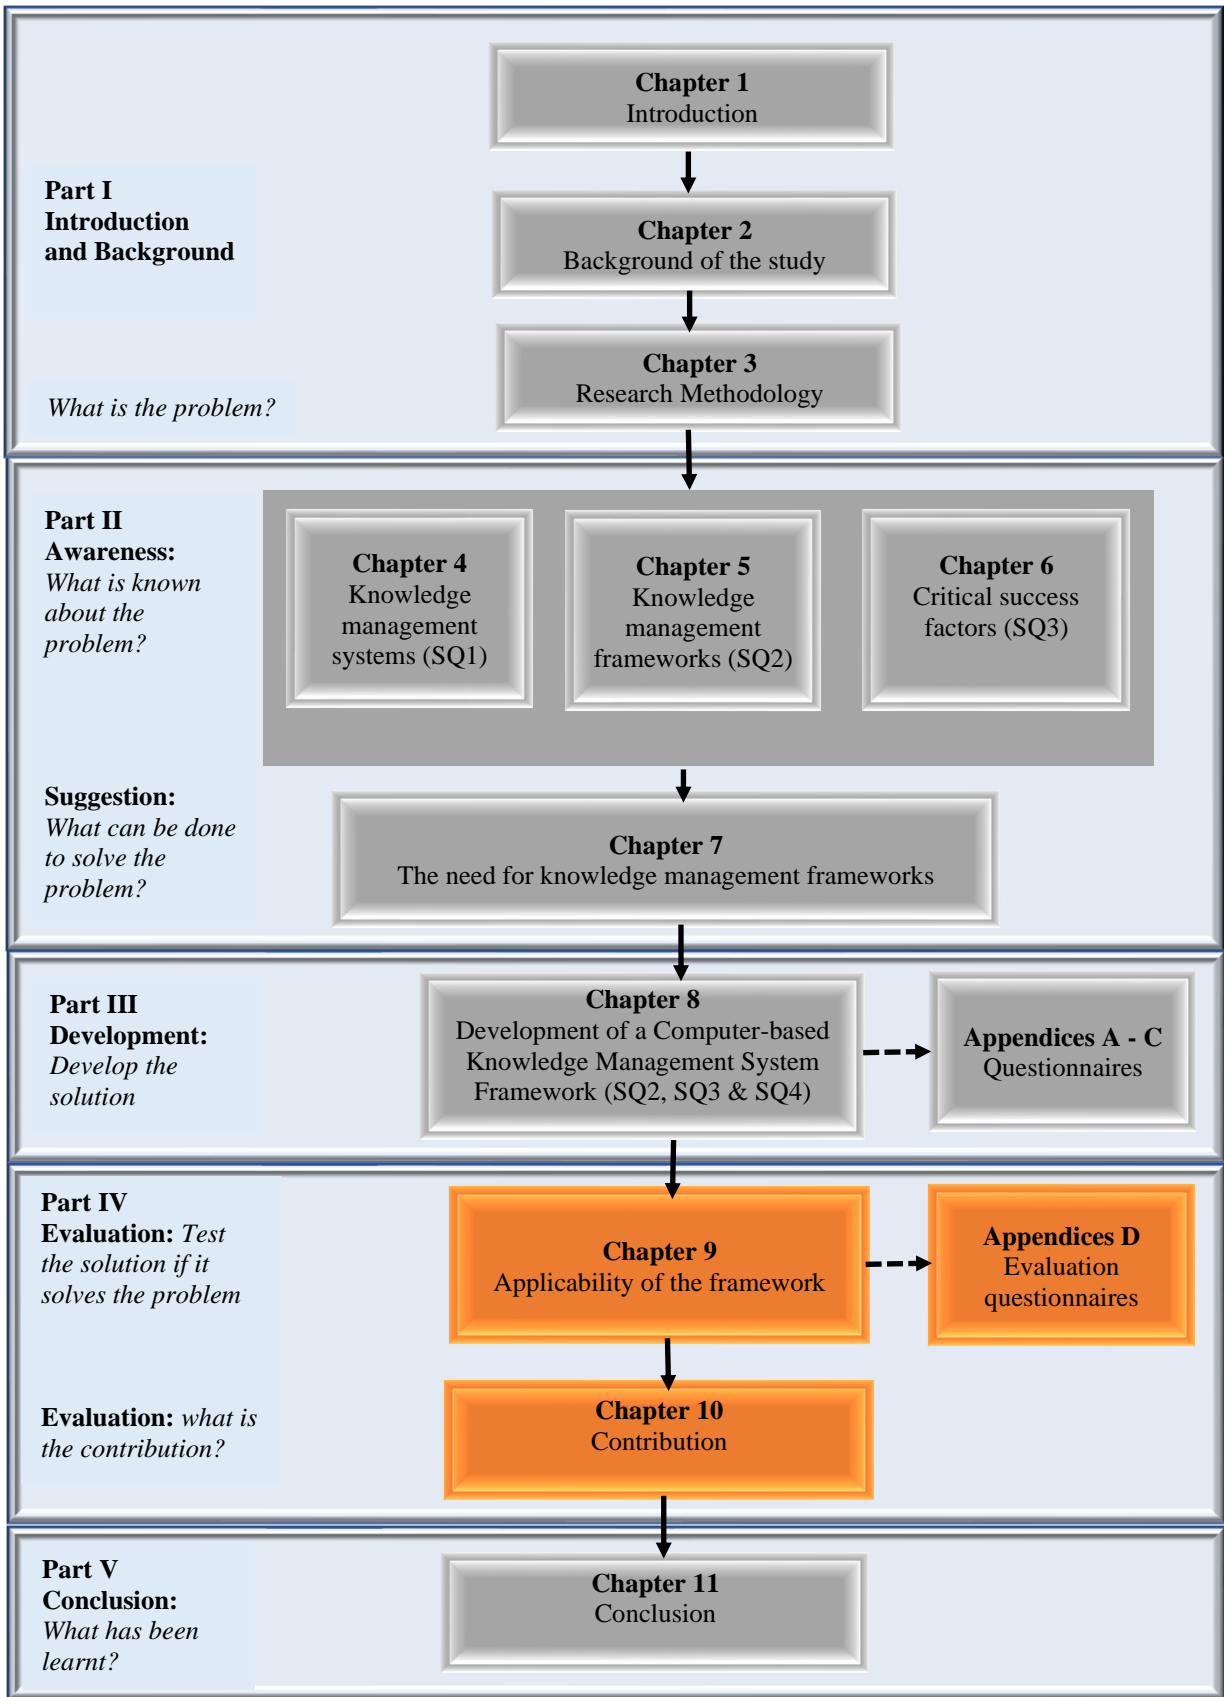 Chapter 1
Introduction
Part I
Introduction
and Background
Chapter 2
Background of the study
Chapter 3
Research Methodology
What is the problem?
Part II
Awareness:
What is known
about the
problem?
Chapter 4
Knowledge
management
systems (SQ1)
Chapter 5
Knowledge
management
frameworks (SQ2)
Chapter 6
Critical success
factors (SQ3)
Suggestion:
What can be done
to solve the
problem?
Chapter 7
The need for knowledge management frameworks
Part III
Development:
Develop the
solution
Chapter 8
Development of a Computer-based
Knowledge Management System
Framework (SQ2, SQ3 & SQ4)
Appendices A - C
Questionnaires
Part IV
Evaluation: Test
the solution if it
solves the problem
Chapter 9
Applicability of the framework
Appendices D
Evaluation
questionnaires
Evaluation: what is
the contribution?
Chapter 10
Contribution
Part V
Conclusion:
What has been
learnt?
Chapter 11
Conclusion